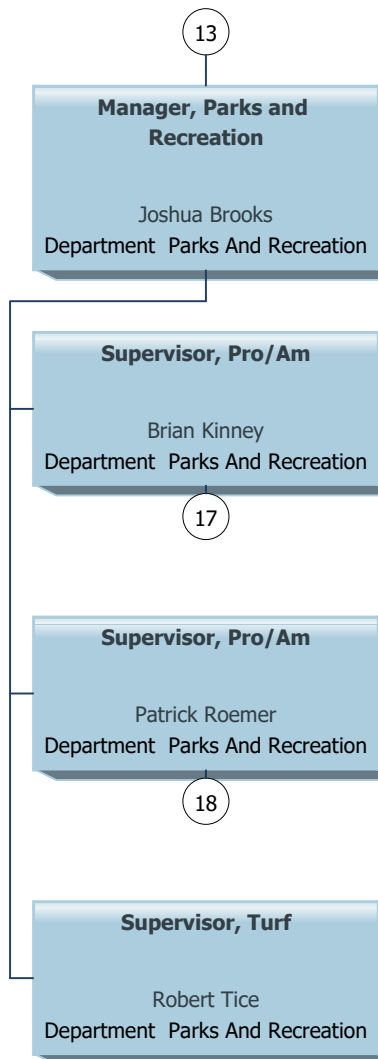 13
Manager, Parks and
Recreation
Joshua Brooks
Department  Parks And Recreation
Supervisor, Pro/Am
Brian Kinney
Department  Parks And Recreation
17
Supervisor, Pro/Am
Patrick Roemer
Department  Parks And Recreation
18
Supervisor, Turf
Robert Tice
Department  Parks And Recreation